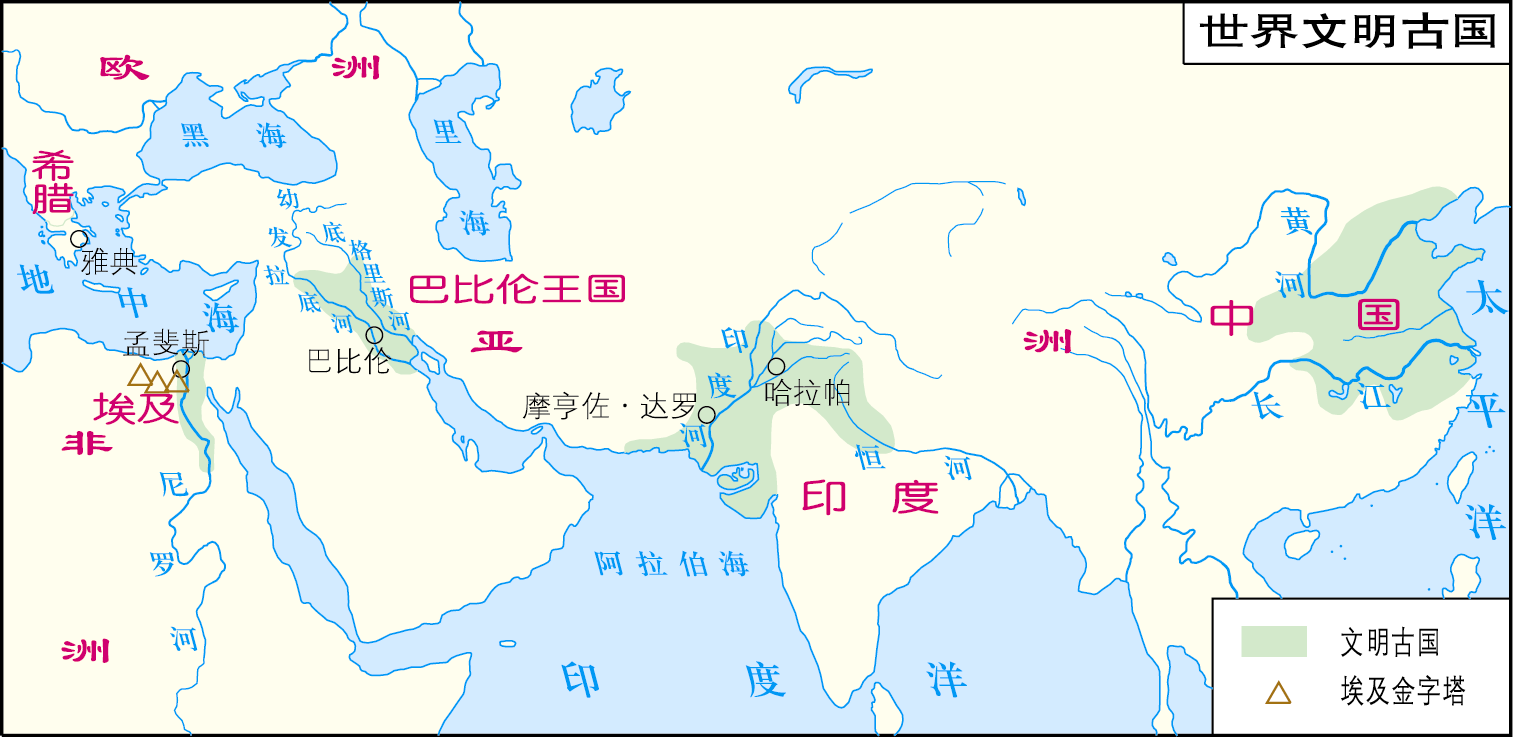 世界文明古国
欧洲
黑海
里海
希腊
雅典
地中海
幼发拉底河
底格里斯河
巴比伦王国
巴比伦
亚洲
孟斐斯
埃及
非洲
尼罗河
摩亨佐·达罗
哈拉帕
印度河
恒河
印度
阿拉伯海
印度洋
黄河
中国
长江
太平洋
文明古国
埃及金字塔